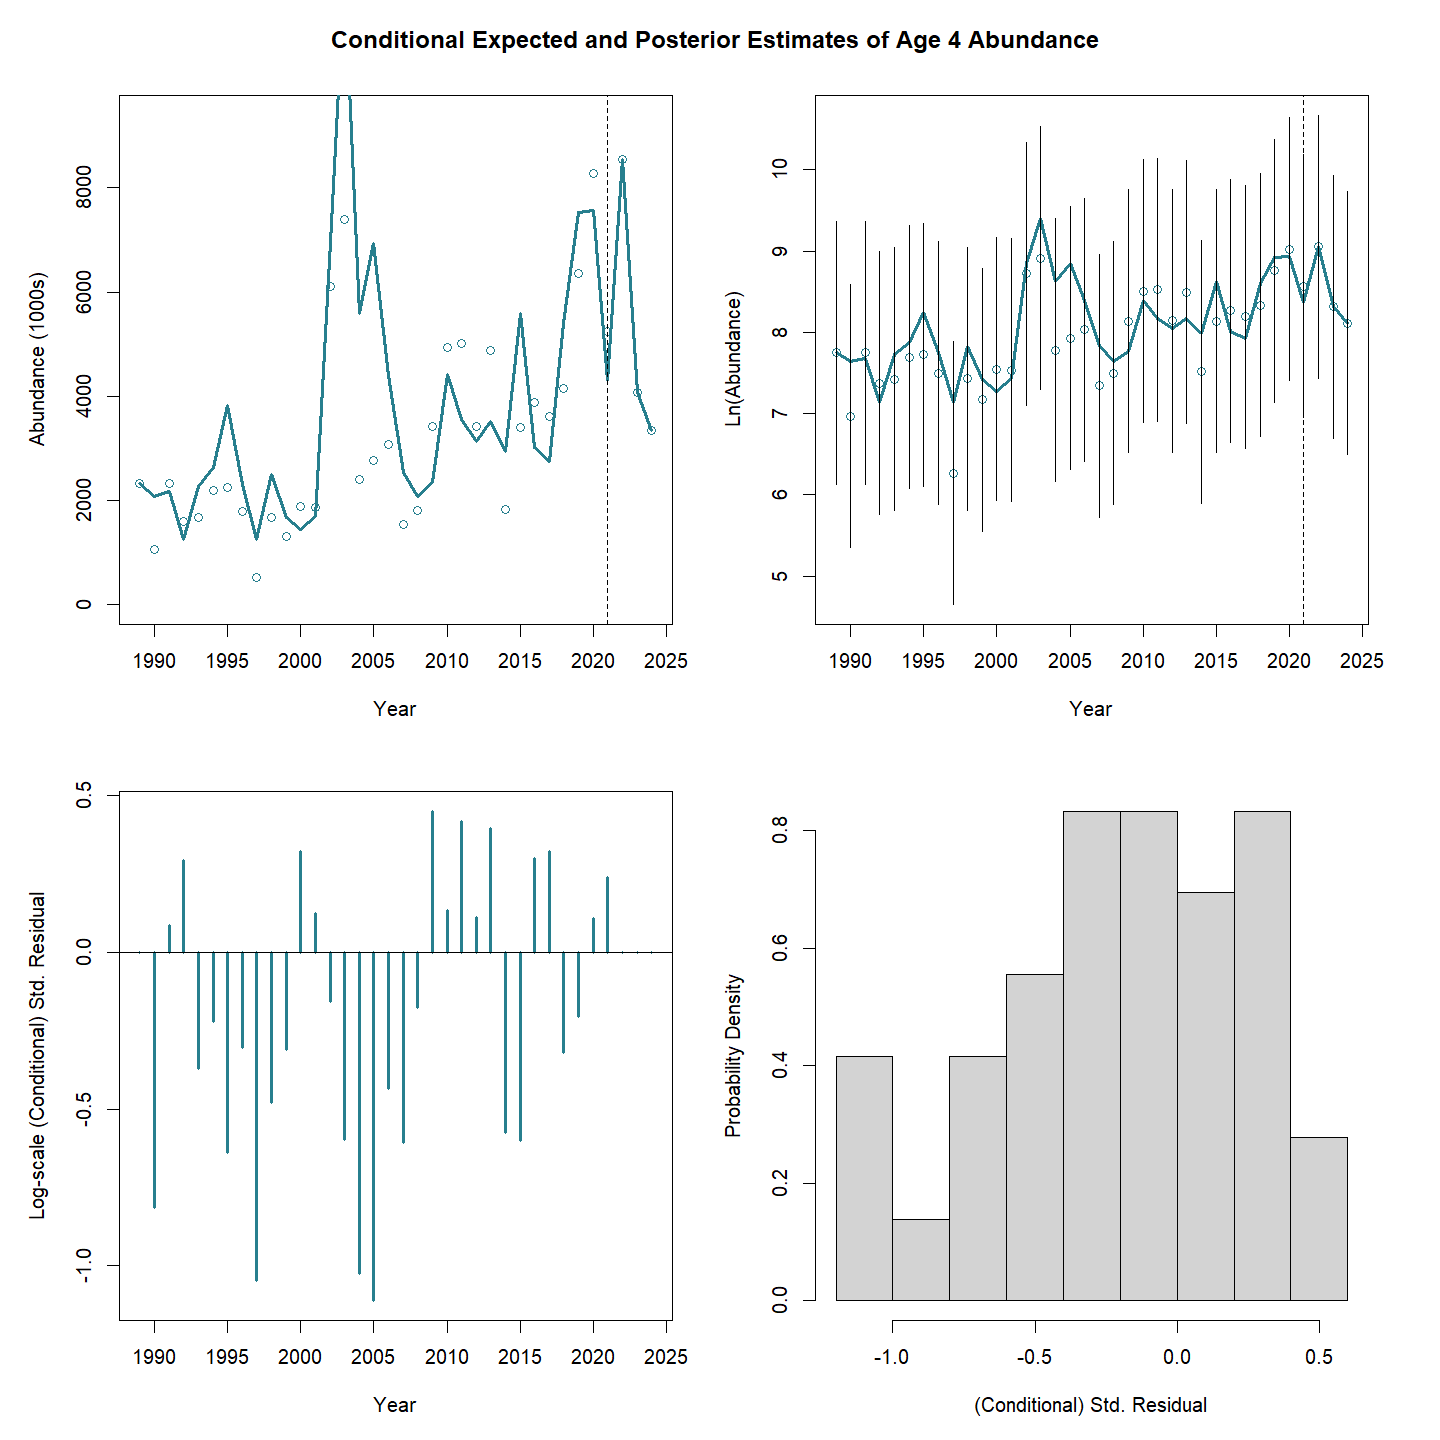 Conditional Expected and Posterior Estimates of Age 4 Abundance
Abundance (1000s)
0 2000 4000 6000 8000
1990 1995 2000 2005 2010 2015 2020 2025
Year
Ln(Abundance)
5 6 7 8 9 10
1990 1995 2000 2005 2010 2015 2020 2025
Year
Log-scale (Conditional) Std. Residual
-1.0 -0.5 0.0 0.5
1990 1995 2000 2005 2010 2015 2020 2025
Year
Probability Density
0.0 0.2 0.4 0.6 0.8
-1.0 -0.5 0.0 0.5
(Conditional) Std. Residual